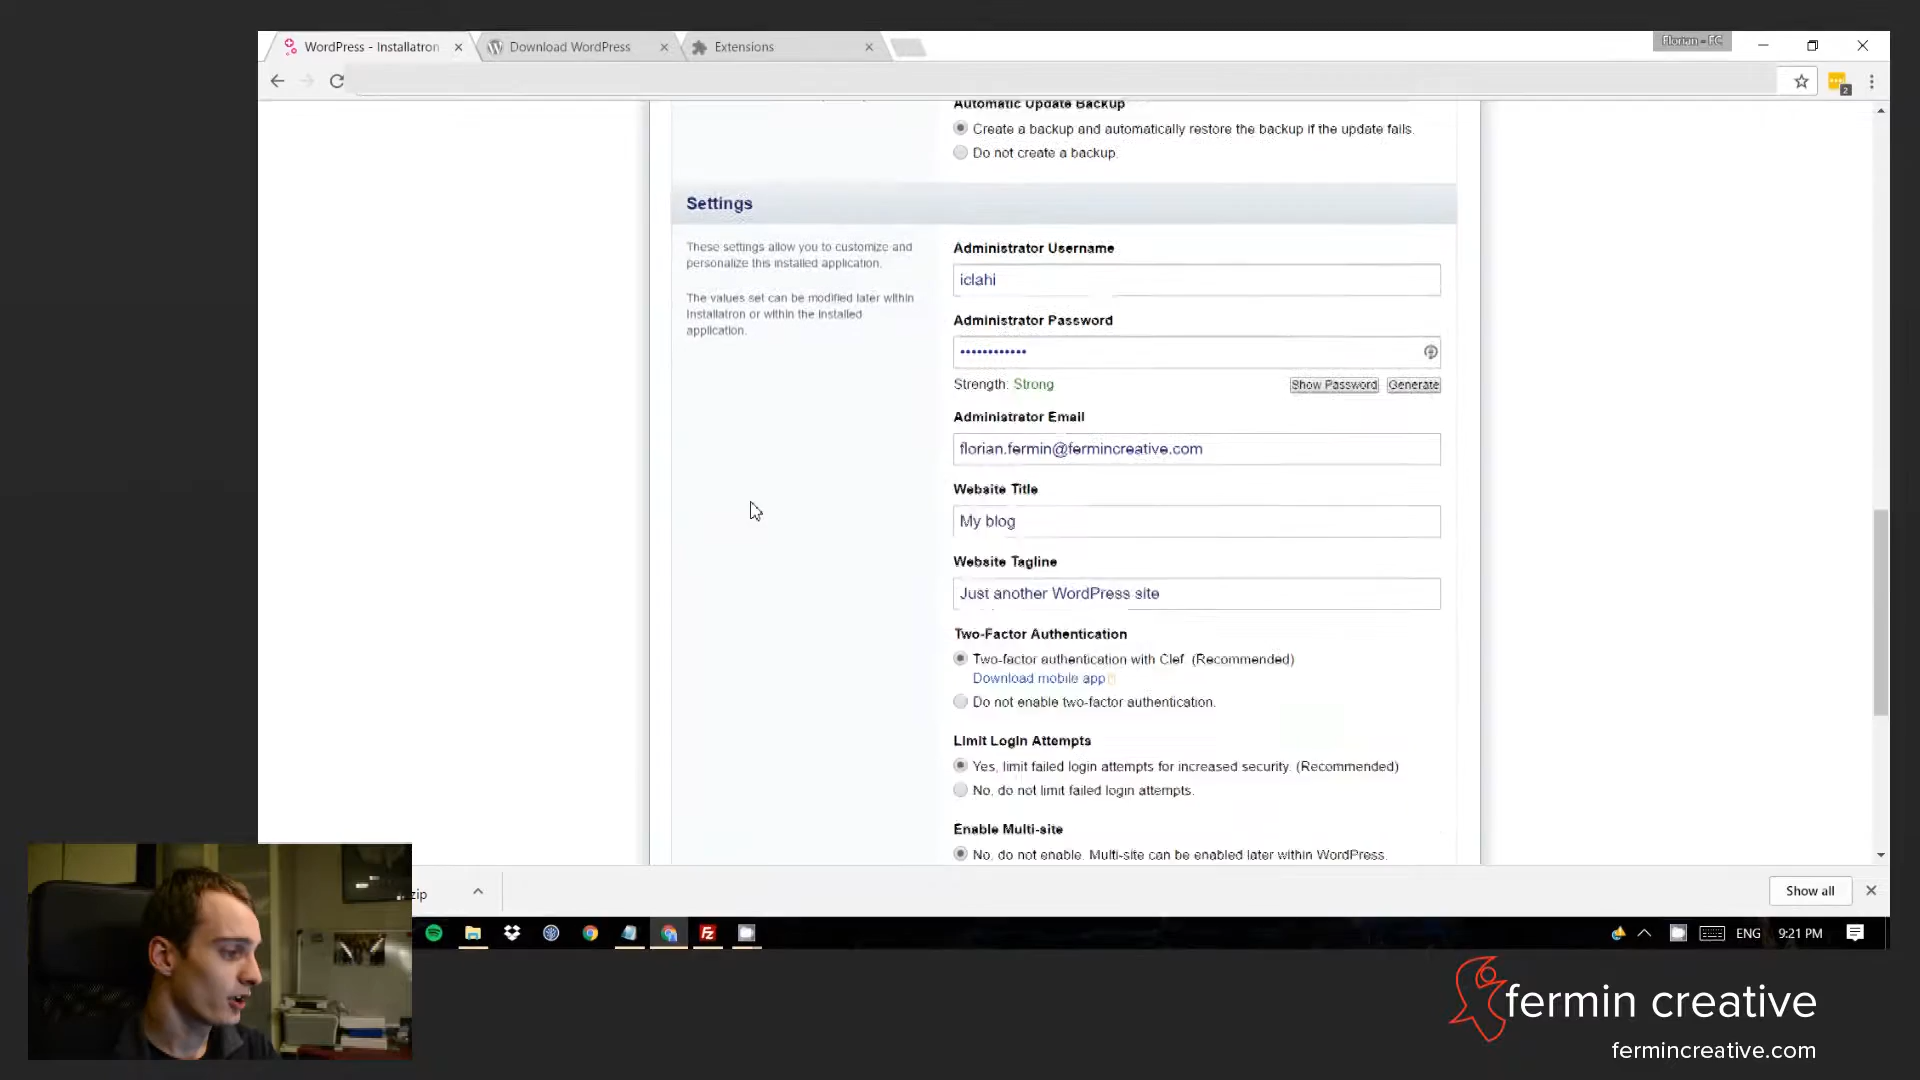 WordPress - Installatron
Download WordPress
Extensions
Florian - FC
2
Automatic Update Backup
Create a backup and automatically restore the backup if the update fails.
Do not create a backup.
Settings
These settings allow you to customize and
personalize this installed application.
The values set can be modified later within
Installatron or within the installed
application.
Administrator Username
iclahi
Administrator Password
••••••••••••
Strength: Strong
Show Password
Generate
Administrator Email
florian.fermin@fermincreative.com
Website Title
My blog
Website Tagline
Just another WordPress site
Two-Factor Authentication
Two-factor authentication with Clef (Recommended)
Download mobile app
Do not enable two-factor authentication.
Limit Login Attempts
Yes, limit failed login attempts for increased security. (Recommended)
No, do not limit failed login attempts.
Enable Multi-site
No, do not enable. Multi-site can be enabled later within WordPress.
.zip
Show all
ENG
9:21 PM
fermin creative
fermincreative.com